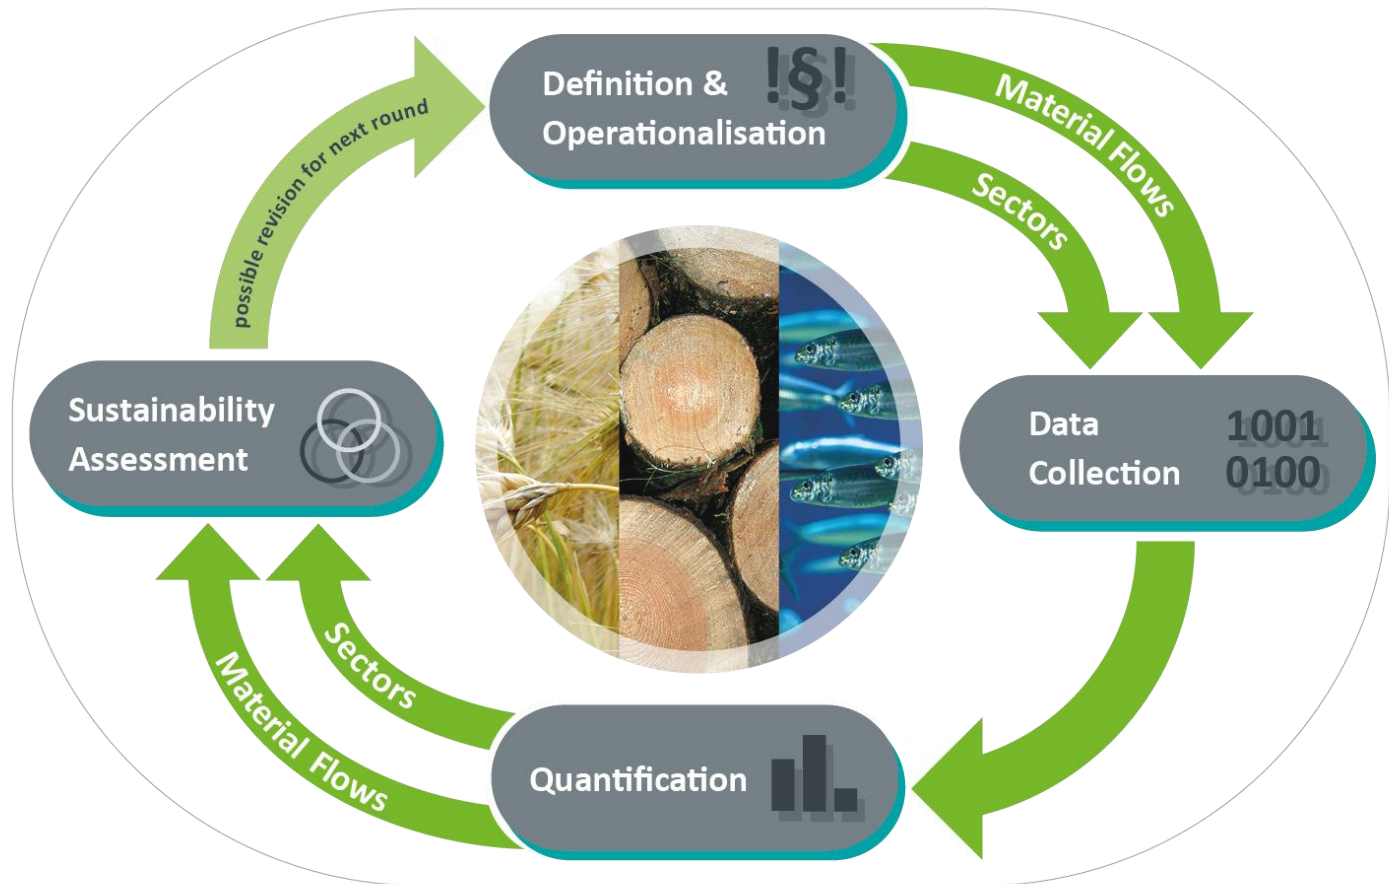 Definition &
Operationalisation
!§!
Material Flows
Sectors
Data
Collection
1001
0100
Quantification
Sectors
Material Flows
Sustainability
Assessment
possible revision for next round